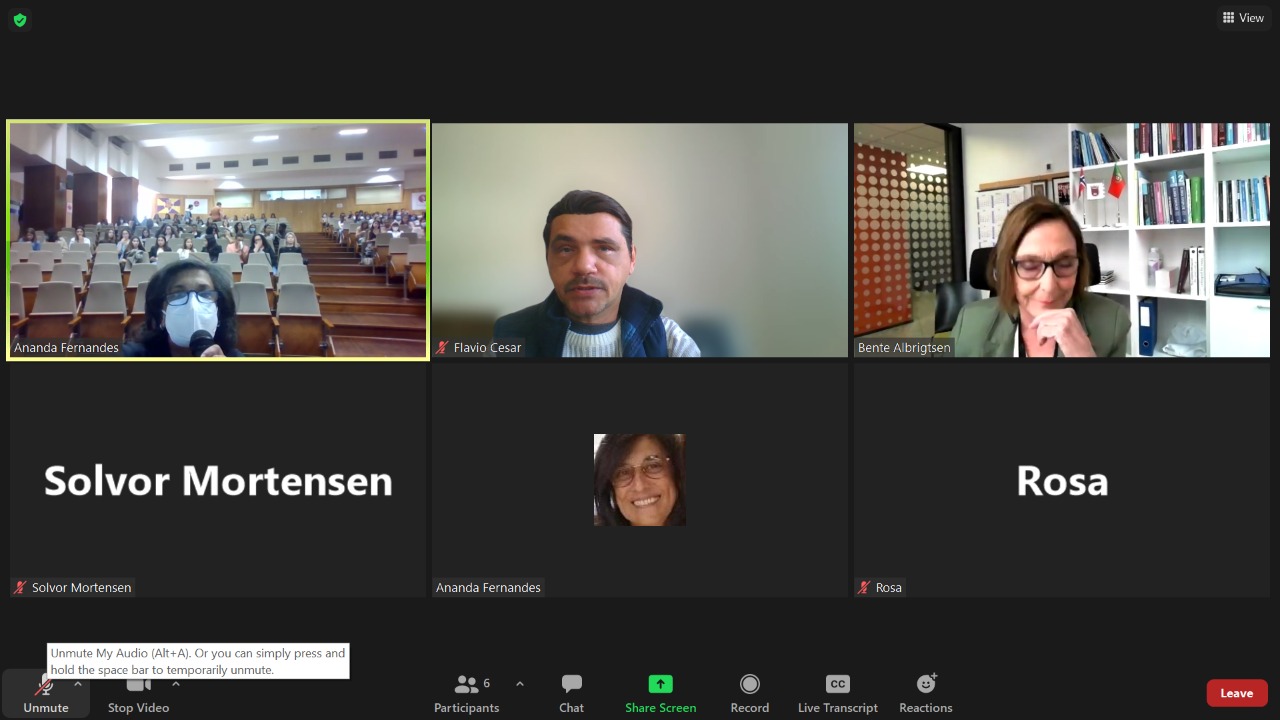 View
Ananda Fernandes
Flavio Cesar
Bente Albrigtsen
Solvor Mortensen
Rosa
Solvor Mortensen
Ananda Fernandes
Rosa
Unmute My Audio (Alt+A). Or you can simply press and
hold the space bar to temporarily unmute.
6
CC
Unmute
Stop Video
Participants
Chat
Share Screen
Record
Live Transcript
Reactions
Leave